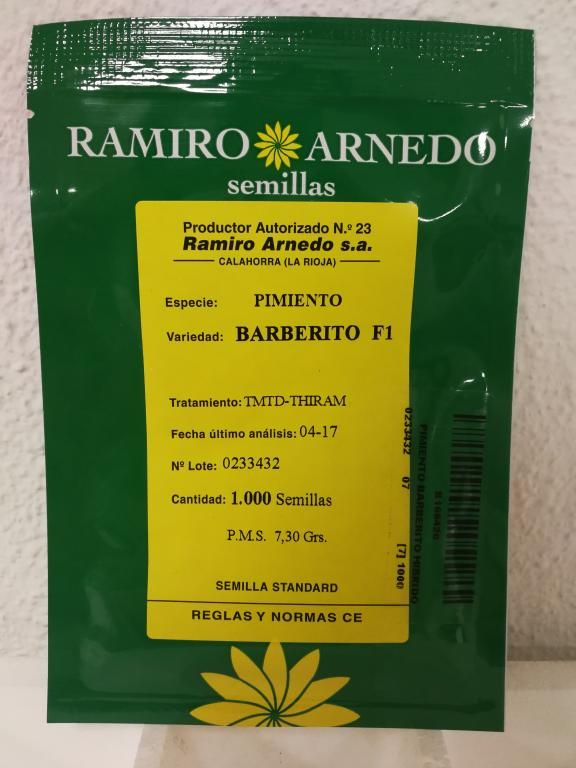 RAMIRO ARNEDO
semillas
Productor Autorizado N.º 23
Ramiro Arnedo s.a.
CALAHORRA (LA RIOJA)
Especie: PIMIENTO
Variedad: BARBERITO F1
Tratamiento: TMTD-THIRAM
Fecha último análisis: 04-17
Nº Lote: 0233432
Cantidad: 1.000 Semillas
P.M.S. 7,30 Grs.
SEMILLA STANDARD
REGLAS Y NORMAS CE
0233432 07 [7] 1000
PIMIENTO BARBERITO HIBRIDO